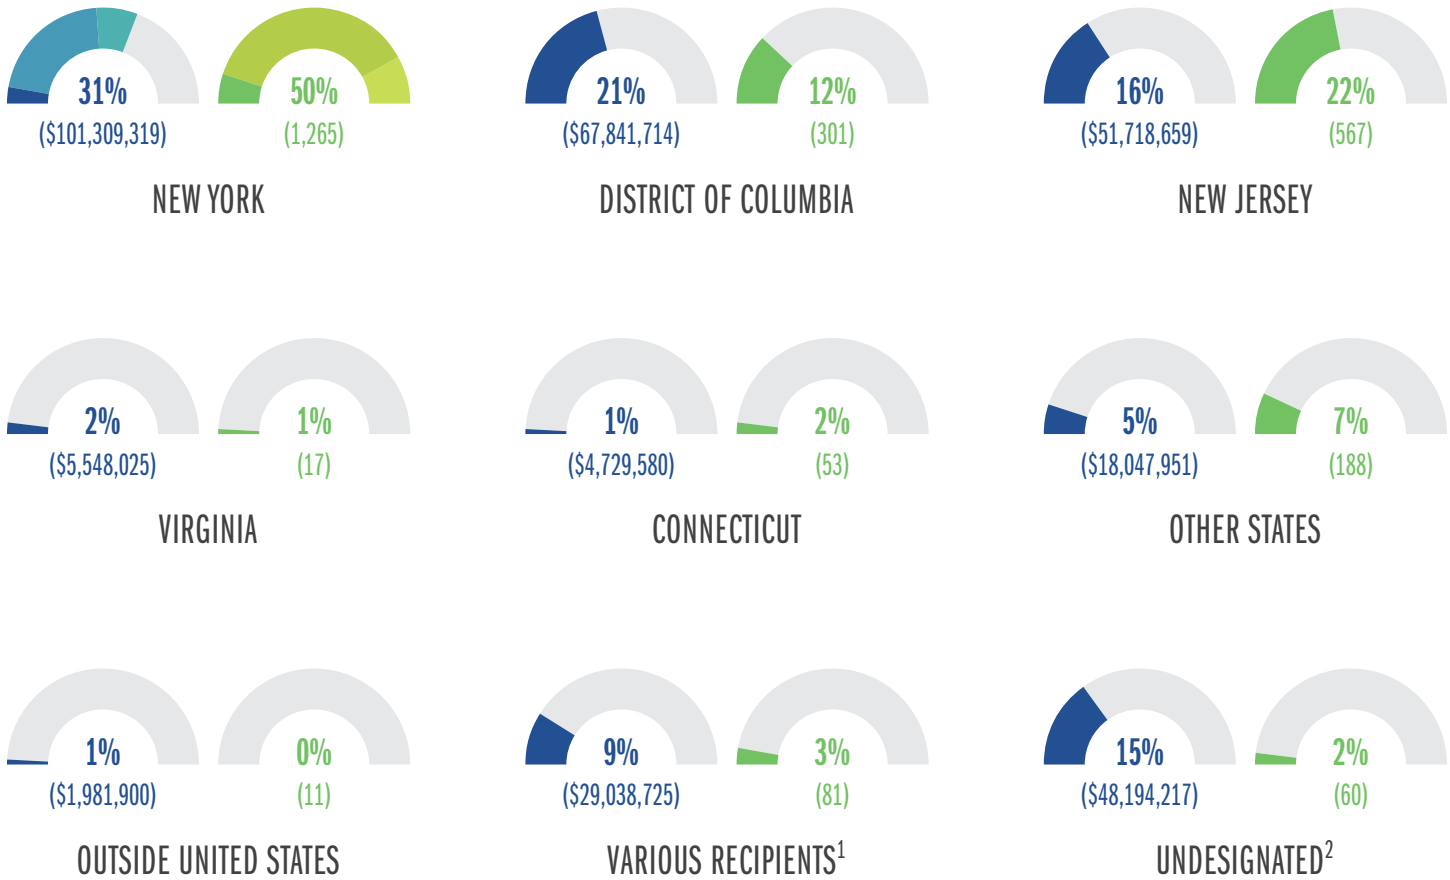 31% 50% 21% 12% 16% 22%
($101,309,319) (1,265) ($67,841,714) (301) ($51,718,659) (567)
NEW YORK DISTRICT OF COLUMBIA NEW JERSEY
2% 1% 1% 2% 5% 7%
($5,548,025) (17) ($4,729,580) (53) ($18,047,951) (188)
VIRGINIA CONNECTICUT OTHER STATES
1% 0% 9% 3% 15% 2%
($1,981,900) (11) ($29,038,725) (81) ($48,194,217) (60)
OUTSIDE UNITED STATES VARIOUS RECIPIENTS¹ UNDESIGNATED²